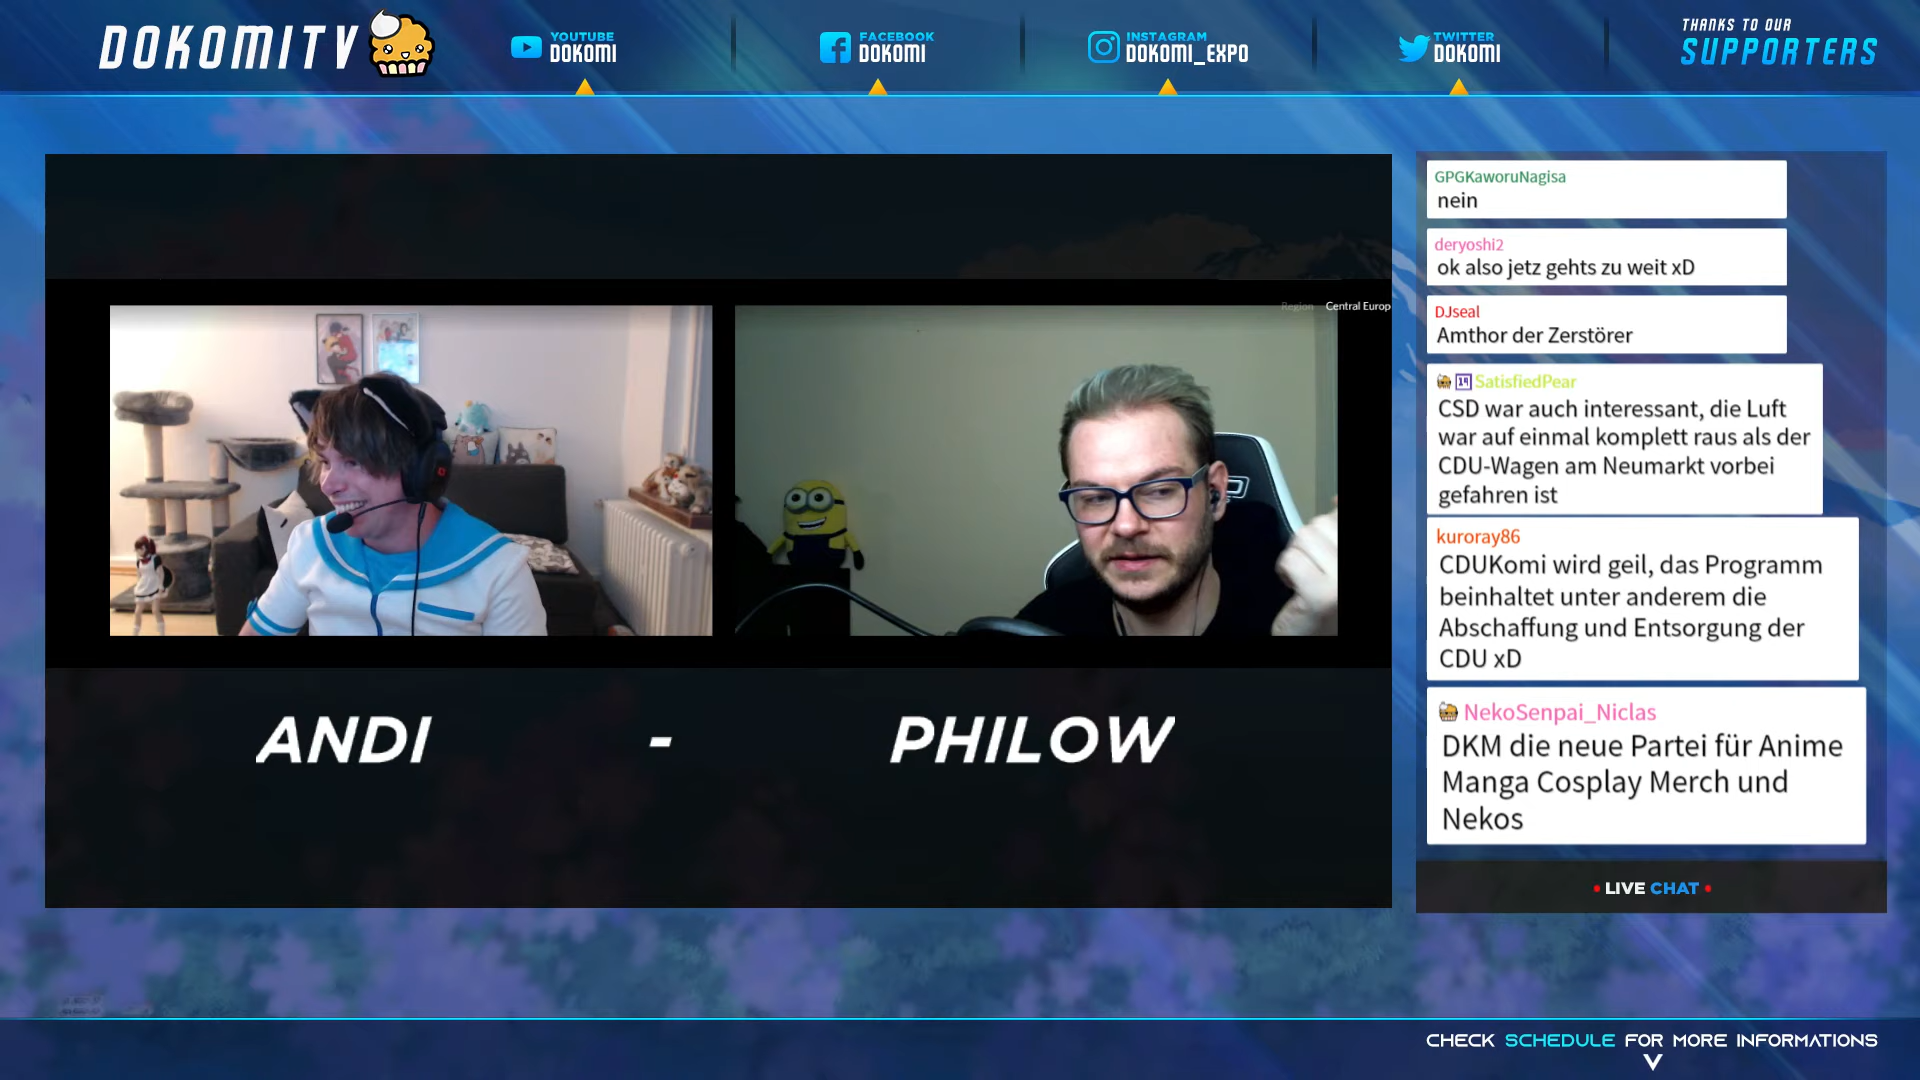 DOKOMITV
YOUTUBE
DOKOMI
FACEBOOK
DOKOMI
INSTAGRAM
DOKOMI_EXPO
TWITTER
DOKOMI
THANKS TO OUR
SUPPORTERS
Region Central Europ
ANDI - PHILOW
GPGKaworuNagisa
nein
deryoshi2
ok also jetz gehts zu weit xD
DJseal
Amthor der Zerstörer
SatisfiedPear
CSD war auch interessant, die Luft
war auf einmal komplett raus als der
CDU-Wagen am Neumarkt vorbei
gefahren ist
kuroray86
CDUKomi wird geil, das Programm
beinhaltet unter anderem die
Abschaffung und Entsorgung der
CDU xD
NekoSenpai_Niclas
DKM die neue Partei für Anime
Manga Cosplay Merch und
Nekos
• LIVE CHAT •
CHECK SCHEDULE FOR MORE INFORMATIONS